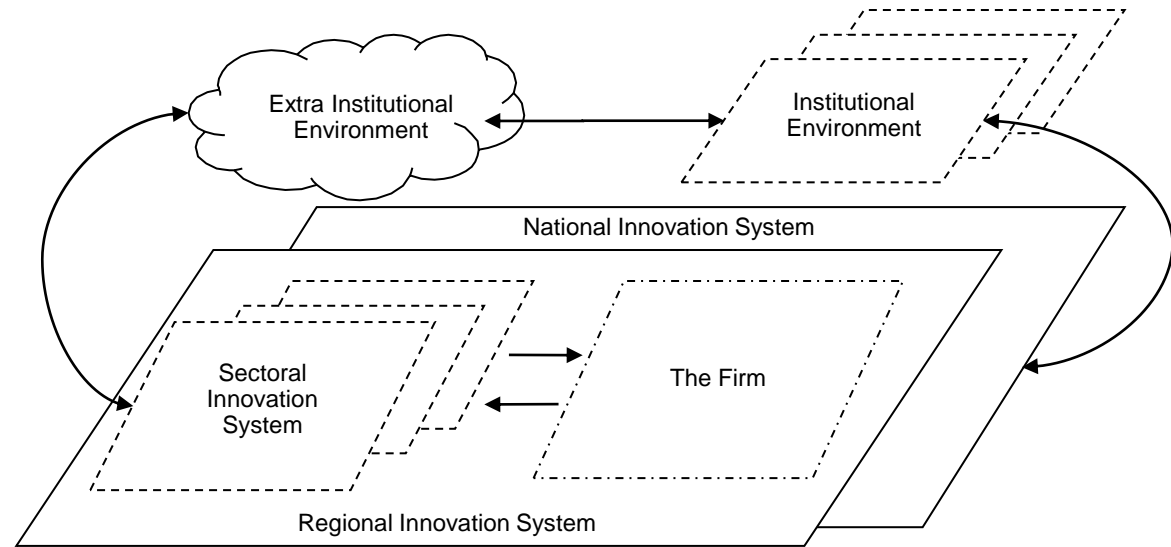 Extra Institutional
Environment
Institutional
Environment
National Innovation System
Sectoral
Innovation
System
The Firm
Regional Innovation System